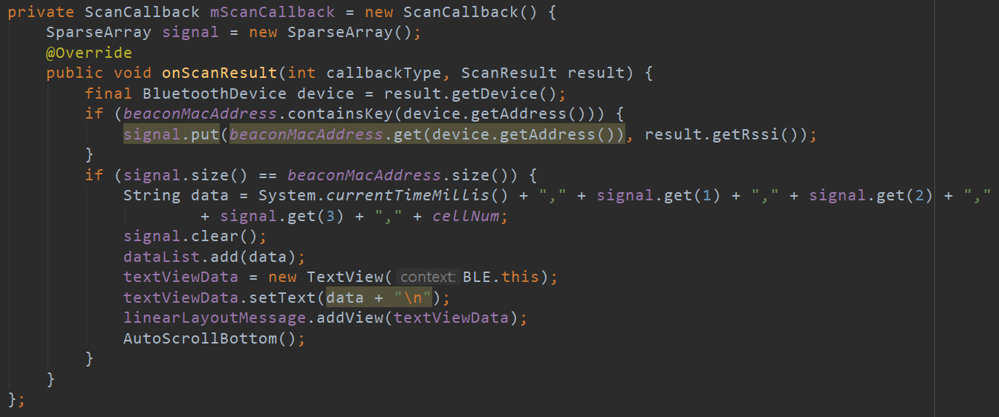 private ScanCallback mScanCallback = new ScanCallback() {
    SparseArray signal = new SparseArray();
    @Override
    public void onScanResult(int callbackType, ScanResult result) {
        final BluetoothDevice device = result.getDevice();
        if (beaconMacAddress.containsKey(device.getAddress())) {
            signal.put(beaconMacAddress.get(device.getAddress()), result.getRssi());
        }
        if (signal.size() == beaconMacAddress.size()) {
            String data = System.currentTimeMillis() + "," + signal.get(1) + "," + signal.get(2) + ","
                    + signal.get(3) + "," + cellNum;
            signal.clear();
            dataList.add(data);
            textViewData = new TextView( context: BLE.this);
            textViewData.setText(data + "\n");
            linearLayoutMessage.addView(textViewData);
            AutoScrollBottom();
        }
    }
};